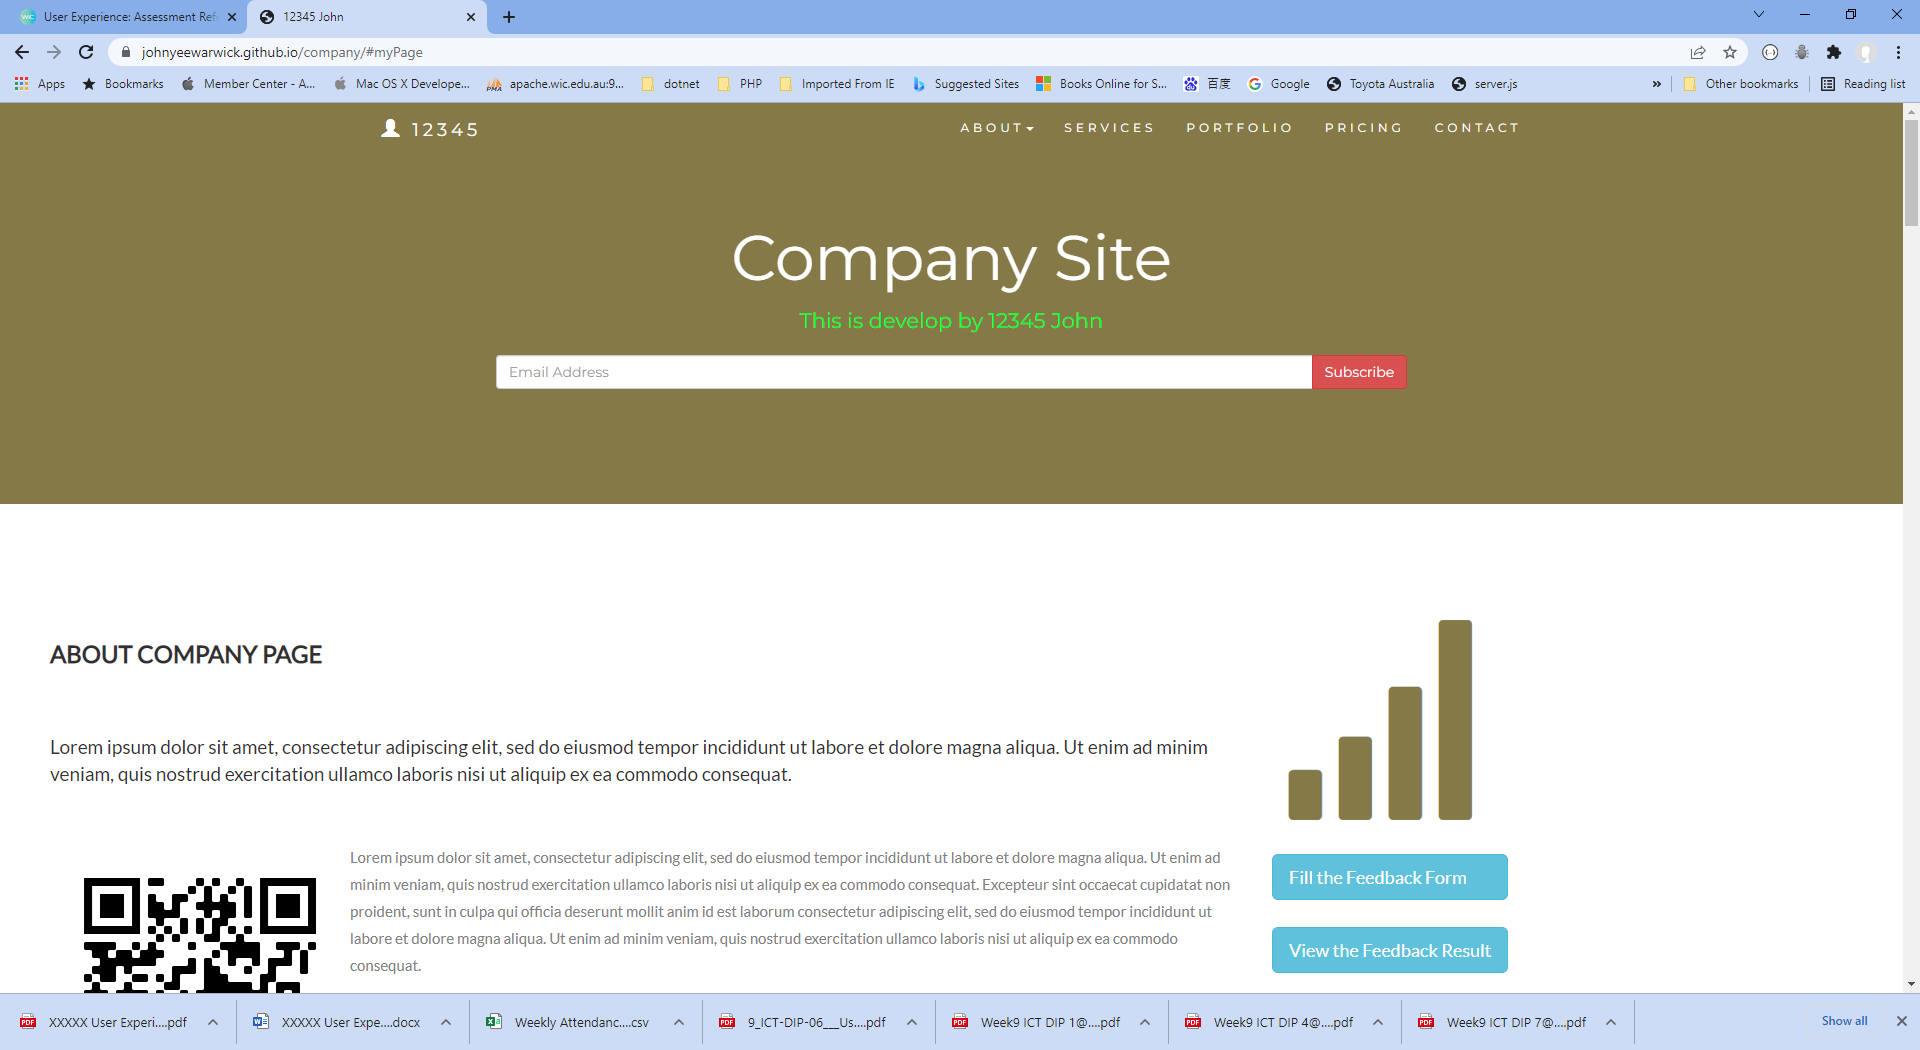 User Experience: Assessment Ref
12345 John
johnyeewarwick.github.io/company/#myPage
Apps
Bookmarks
Member Center - A...
Mac OS X Develope...
apache.wic.edu.au:9...
dotnet
PHP
Imported From IE
Suggested Sites
Books Online for S...
百度
Google
Toyota Australia
server.js
»
Other bookmarks
Reading list
12345
ABOUT
SERVICES
PORTFOLIO
PRICING
CONTACT
Company Site
This is develop by 12345 John
Email Address
Subscribe
ABOUT COMPANY PAGE
Lorem ipsum dolor sit amet, consectetur adipiscing elit, sed do eiusmod tempor incididunt ut labore et dolore magna aliqua. Ut enim ad minim
veniam, quis nostrud exercitation ullamco laboris nisi ut aliquip ex ea commodo consequat.
Lorem ipsum dolor sit amet, consectetur adipiscing elit, sed do eiusmod tempor incididunt ut labore et dolore magna aliqua. Ut enim ad
minim veniam, quis nostrud exercitation ullamco laboris nisi ut aliquip ex ea commodo consequat. Excepteur sint occaecat cupidatat non
proident, sunt in culpa qui officia deserunt mollit anim id est laborum consectetur adipiscing elit, sed do eiusmod tempor incididunt ut
labore et dolore magna aliqua. Ut enim ad minim veniam, quis nostrud exercitation ullamco laboris nisi ut aliquip ex ea commodo
consequat.
Fill the Feedback Form
View the Feedback Result
XXXXX User Experi....pdf
XXXXX User Expe....docx
Weekly Attendanc....csv
9_ICT-DIP-06___Us....pdf
Week9 ICT DIP 1@....pdf
Week9 ICT DIP 4@....pdf
Week9 ICT DIP 7@....pdf
Show all